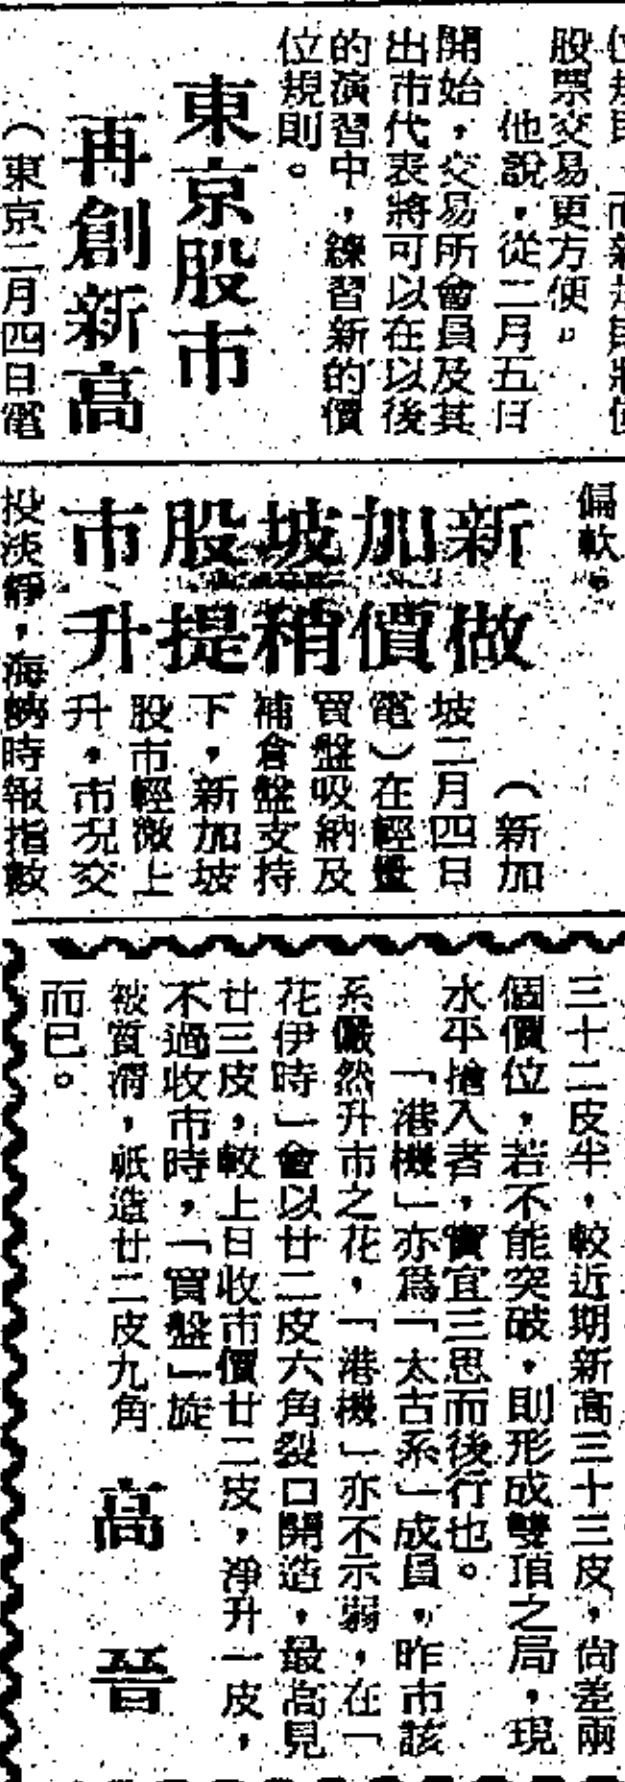 股票交易更方便。
他說，從二月五日
開始，交易所會員及其
出市代表將可以在以後
的演習中，練習新的價
位規則。
東京股市
再創新高
（東京二月四日電
偏軟。
新加坡股市
做價稍提升
（新加
坡二月四日
電）在輕量
買盤吸納及
補倉盤支持
下，新加坡
股市輕微上
升。市況交
投淡靜，海峽時報指數
三十二皮半，較近期新高三十三皮，尚差兩
個價位，若不能突破，則形成雙頂之局，現
水平搶入者，實宜三思而後行也。
「港機」亦爲「太古系」成員，昨市該
系儼然升市之花，「港機」亦不示弱，在「
花伊時」會以廿二皮六角裂口開造，最高見
廿三皮，較上日收市價廿二皮，淨升一皮，
不過收市時，「買盤」旋
被質凅，祇造廿二皮九角
而已。
高晉